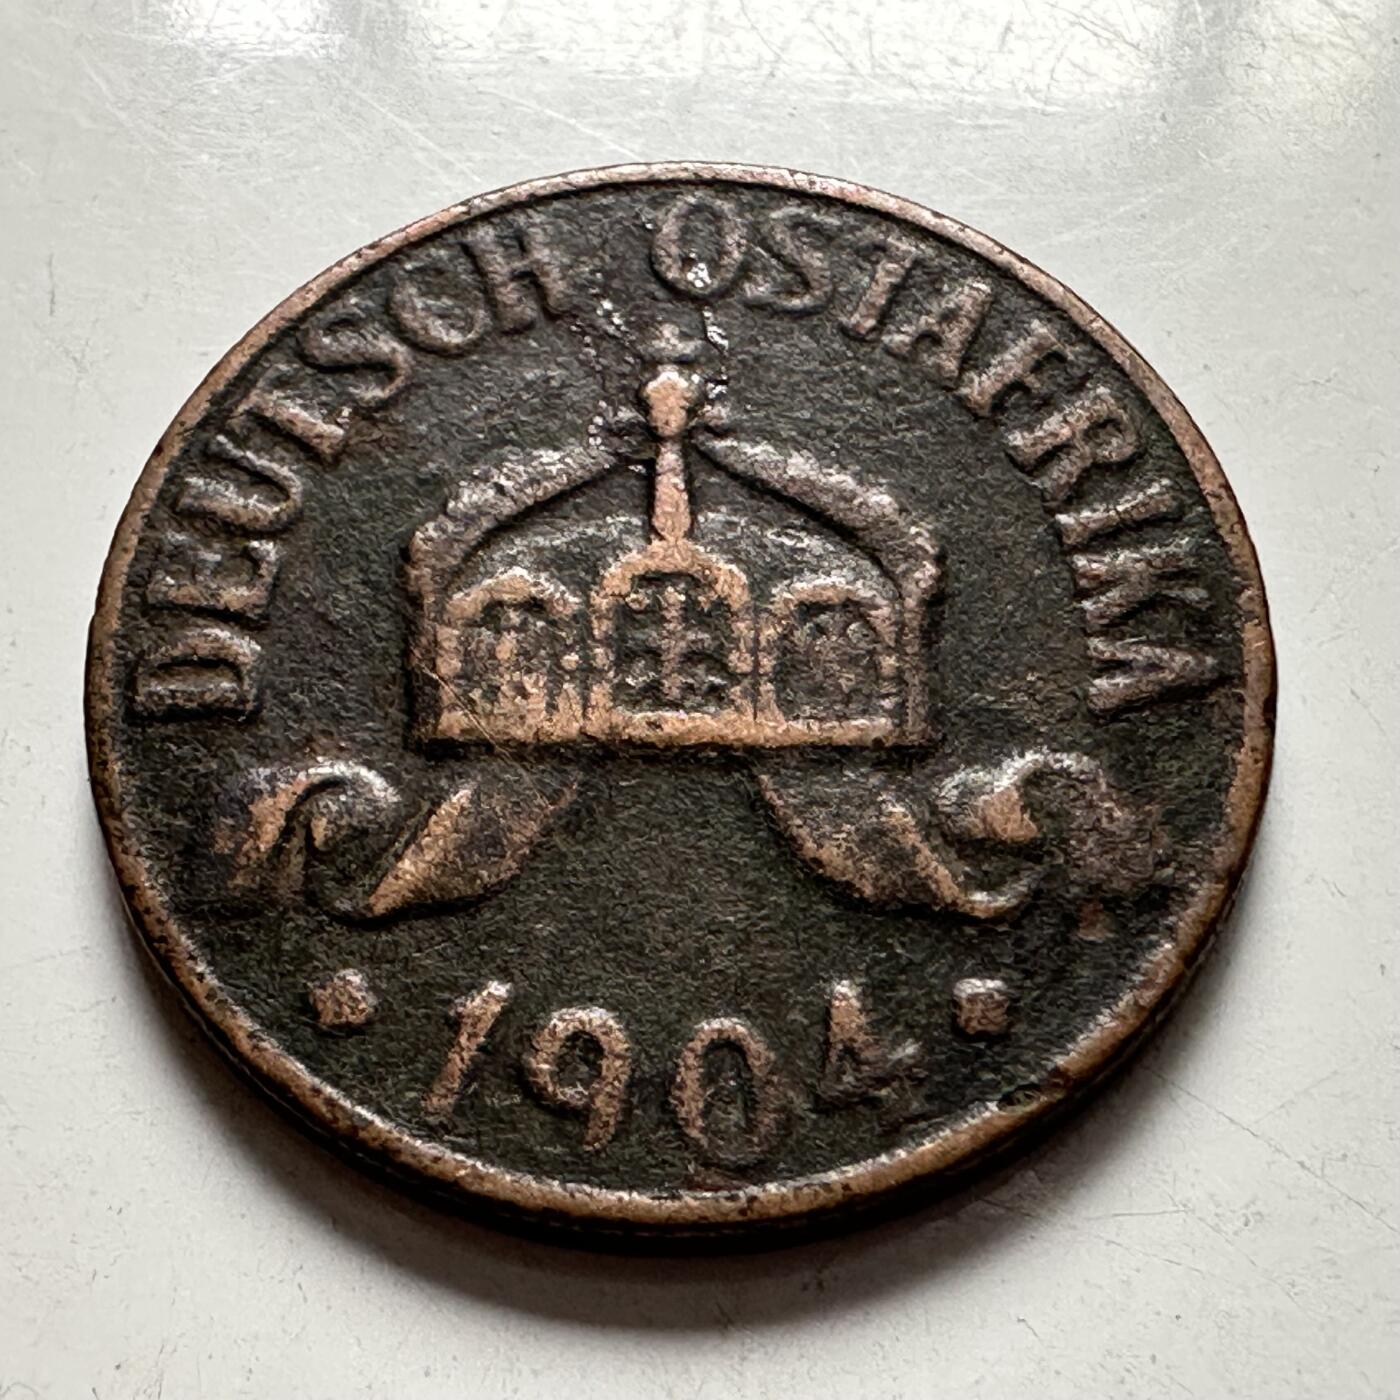 DEUTSCH OSTAFRIKA
· 1904 ·